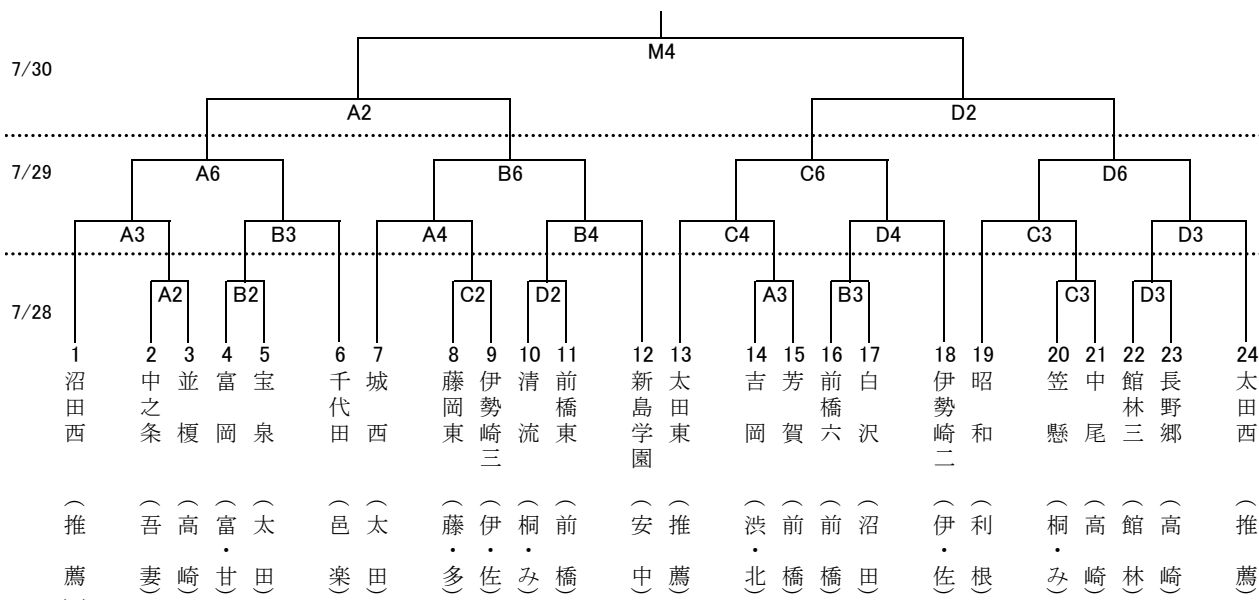 M4
7/30
A2 D2
7/29
A6 B6 C6 D6
A3 B3 A4 B4 C4 D4 C3 D3
7/28
A2 B2 C2 D2 A3 B3 C3 D3
1 2 3 4 5 6 7 8 9 10 11 12 13 14 15 16 17 18 19 20 21 22 23 24
沼田西(推薦)
中之条(吾妻)
並榎(高崎)
富岡(富・甘)
宝泉(太田)
千代田(邑楽)
城西(太田)
藤岡東(藤・多)
伊勢崎三(伊・佐)
清流(桐・み)
前橋東(前橋)
新島学園(安中)
太田東(推薦)
吉岡(渋・北)
芳賀(前橋)
前橋六(前橋)
白沢(沼田)
伊勢崎二(伊・佐)
昭和(利根)
笠懸(桐・み)
中尾(高崎)
館林三(館林)
長野郷(高崎)
太田西(推薦)